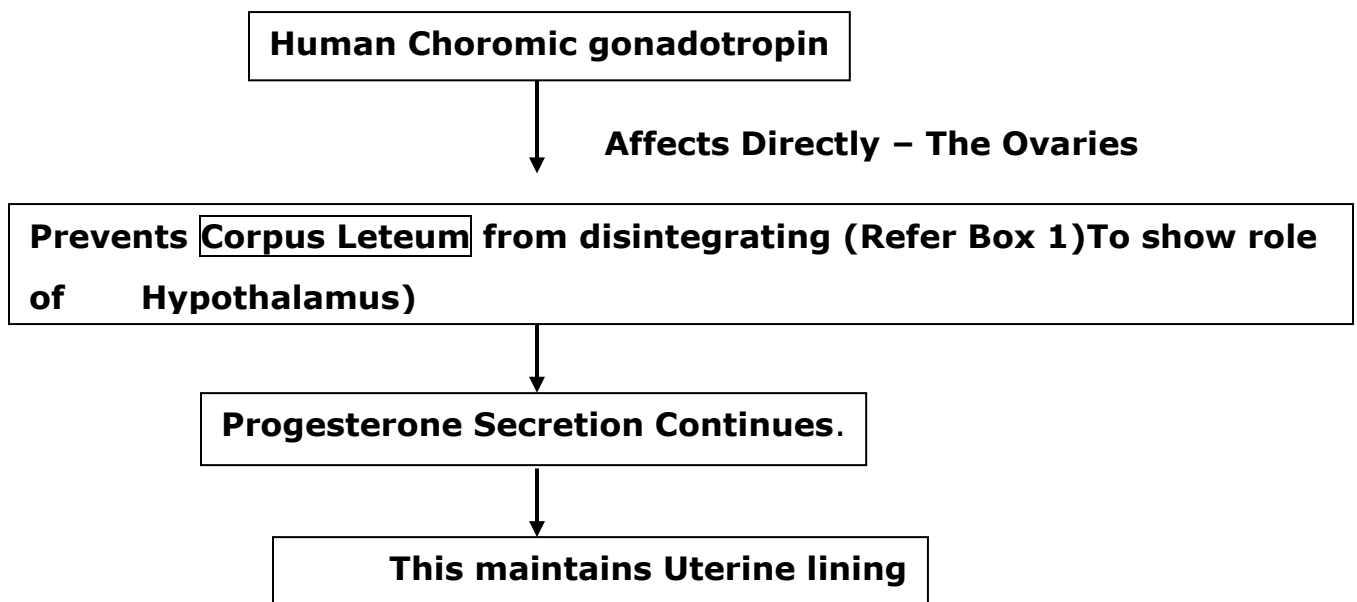 Human Choromic gonadotropin
Affects Directly – The Ovaries
Prevents Corpus Leteum from disintegrating (Refer Box 1)To show role
of Hypothalamus)
Progesterone Secretion Continues.
This maintains Uterine lining